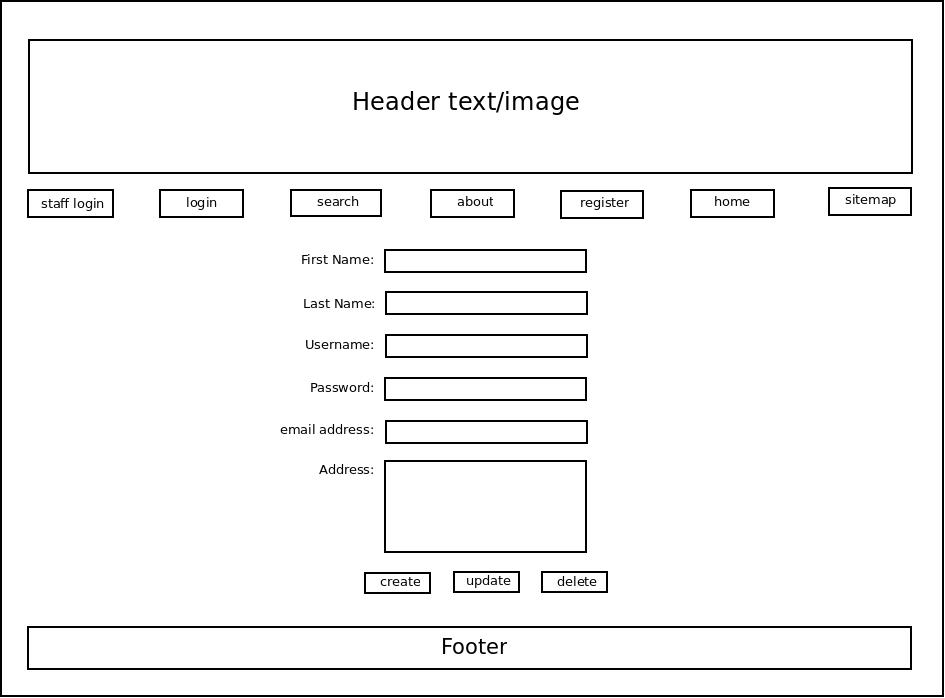 Header text/image
staff login
login
search
about
register
home
sitemap
First Name:
Last Name:
Username:
Password:
email address:
Address:
create
update
delete
Footer